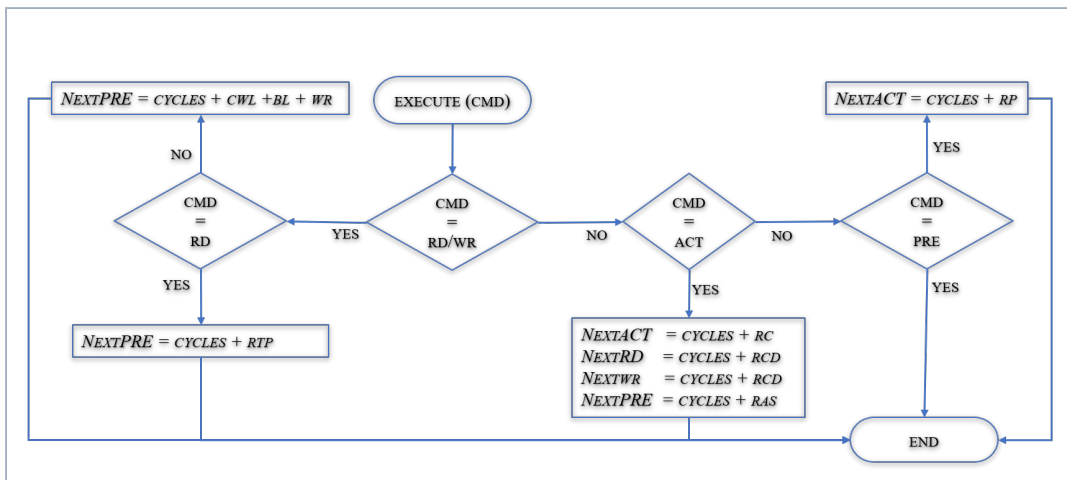 NEXTPRE = CYCLES + CWL +BL + WR
EXECUTE (CMD)
NEXTACT = CYCLES + RP
NO
YES
CMD
=
RD
CMD
=
RD/WR
CMD
=
ACT
CMD
=
PRE
YES
NO
NO
YES
YES
YES
NEXTPRE = CYCLES + RTP
NEXTACT = CYCLES + RC
NEXTRD = CYCLES + RCD
NEXTWR = CYCLES + RCD
NEXTPRE = CYCLES + RAS
END